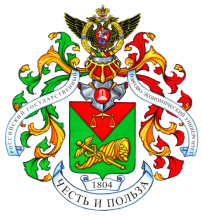 РОССИЙСКИЙ ГОСУДАРСТВЕННЫЙ
ТОРГОВО-ЭКОНОМИЧЕСКИЙ УНИВЕРСИТЕТ
1804
ЧЕСТЬ И ПОЛЬЗА